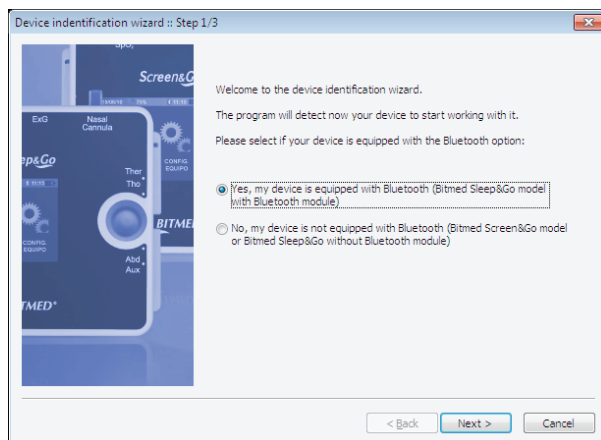 Device indentification wizard :: Step 1/3
SpO₂
Screen&G
ExG
Nasal
Cannula
CONFIG.
EQUIPO
ep&Go
Ther
Tho
BITME
CONFIG.
EQUIPO
Abd
Aux
TMED
Welcome to the device identification wizard.
The program will detect now your device to start working with it.
Please select if your device is equipped with the Bluetooth option:
Yes, my device is equipped with Bluetooth (Bitmed Sleep&Go model
with Bluetooth module)
No, my device is not equipped with Bluetooth (Bitmed Screen&Go model
or Bitmed Sleep&Go without Bluetooth module)
< Back
Next >
Cancel